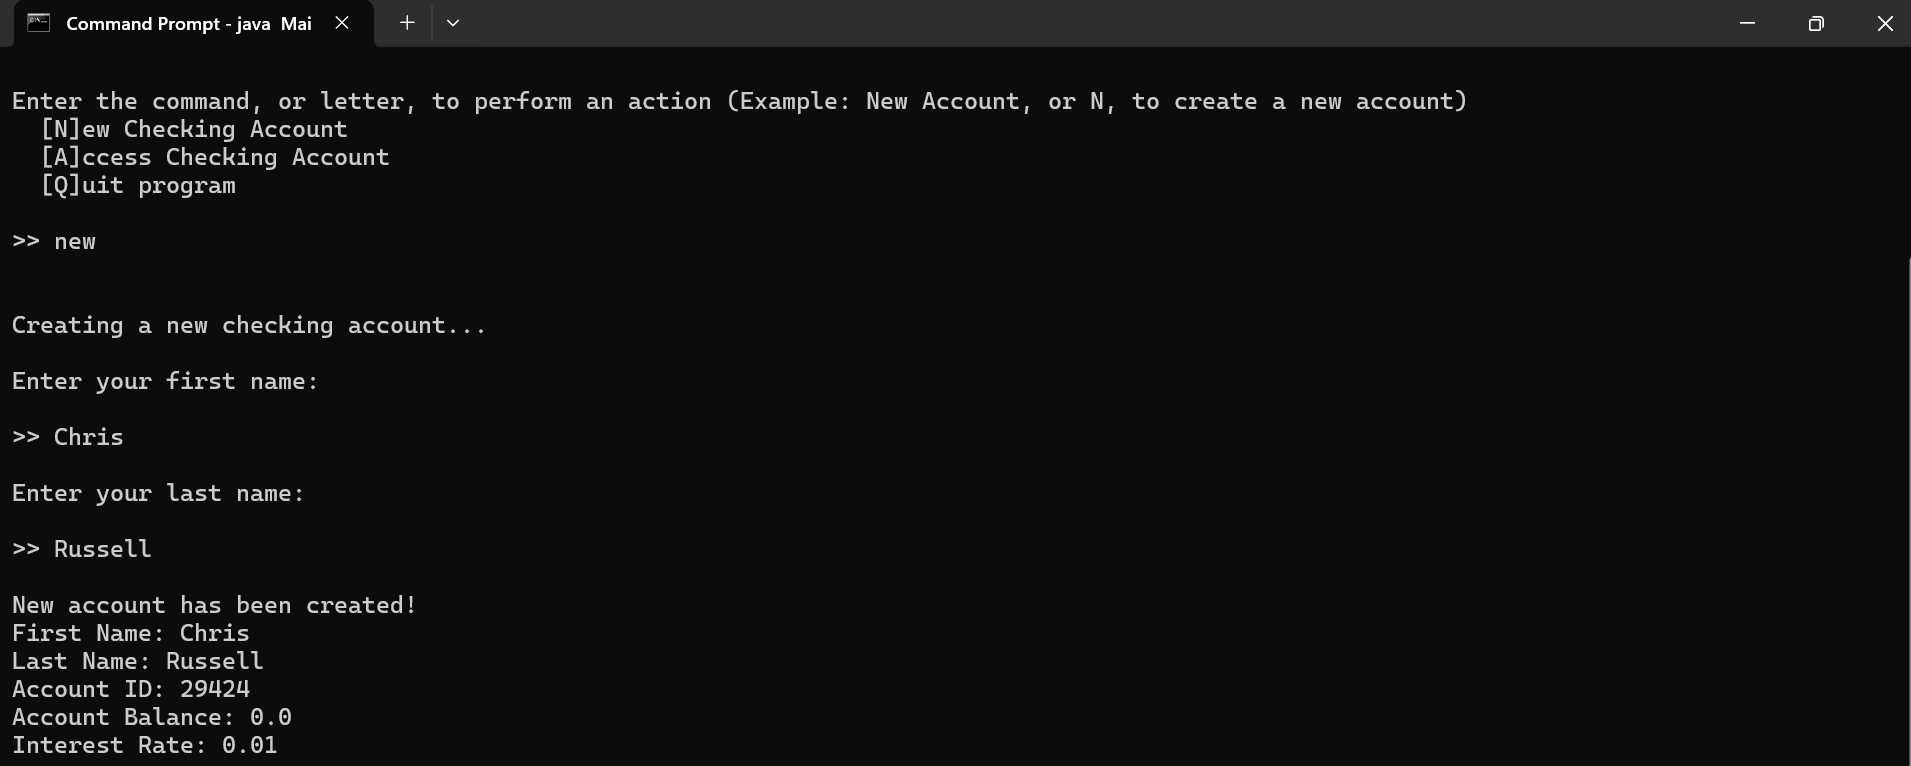 Command Prompt - java Mai
Enter the command, or letter, to perform an action (Example: New Account, or N, to create a new account)
[N]ew Checking Account
[A]ccess Checking Account
[Q]uit program
>> new
Creating a new checking account...
Enter your first name:
>> Chris
Enter your last name:
>> Russell
New account has been created!
First Name: Chris
Last Name: Russell
Account ID: 29424
Account Balance: 0.0
Interest Rate: 0.01